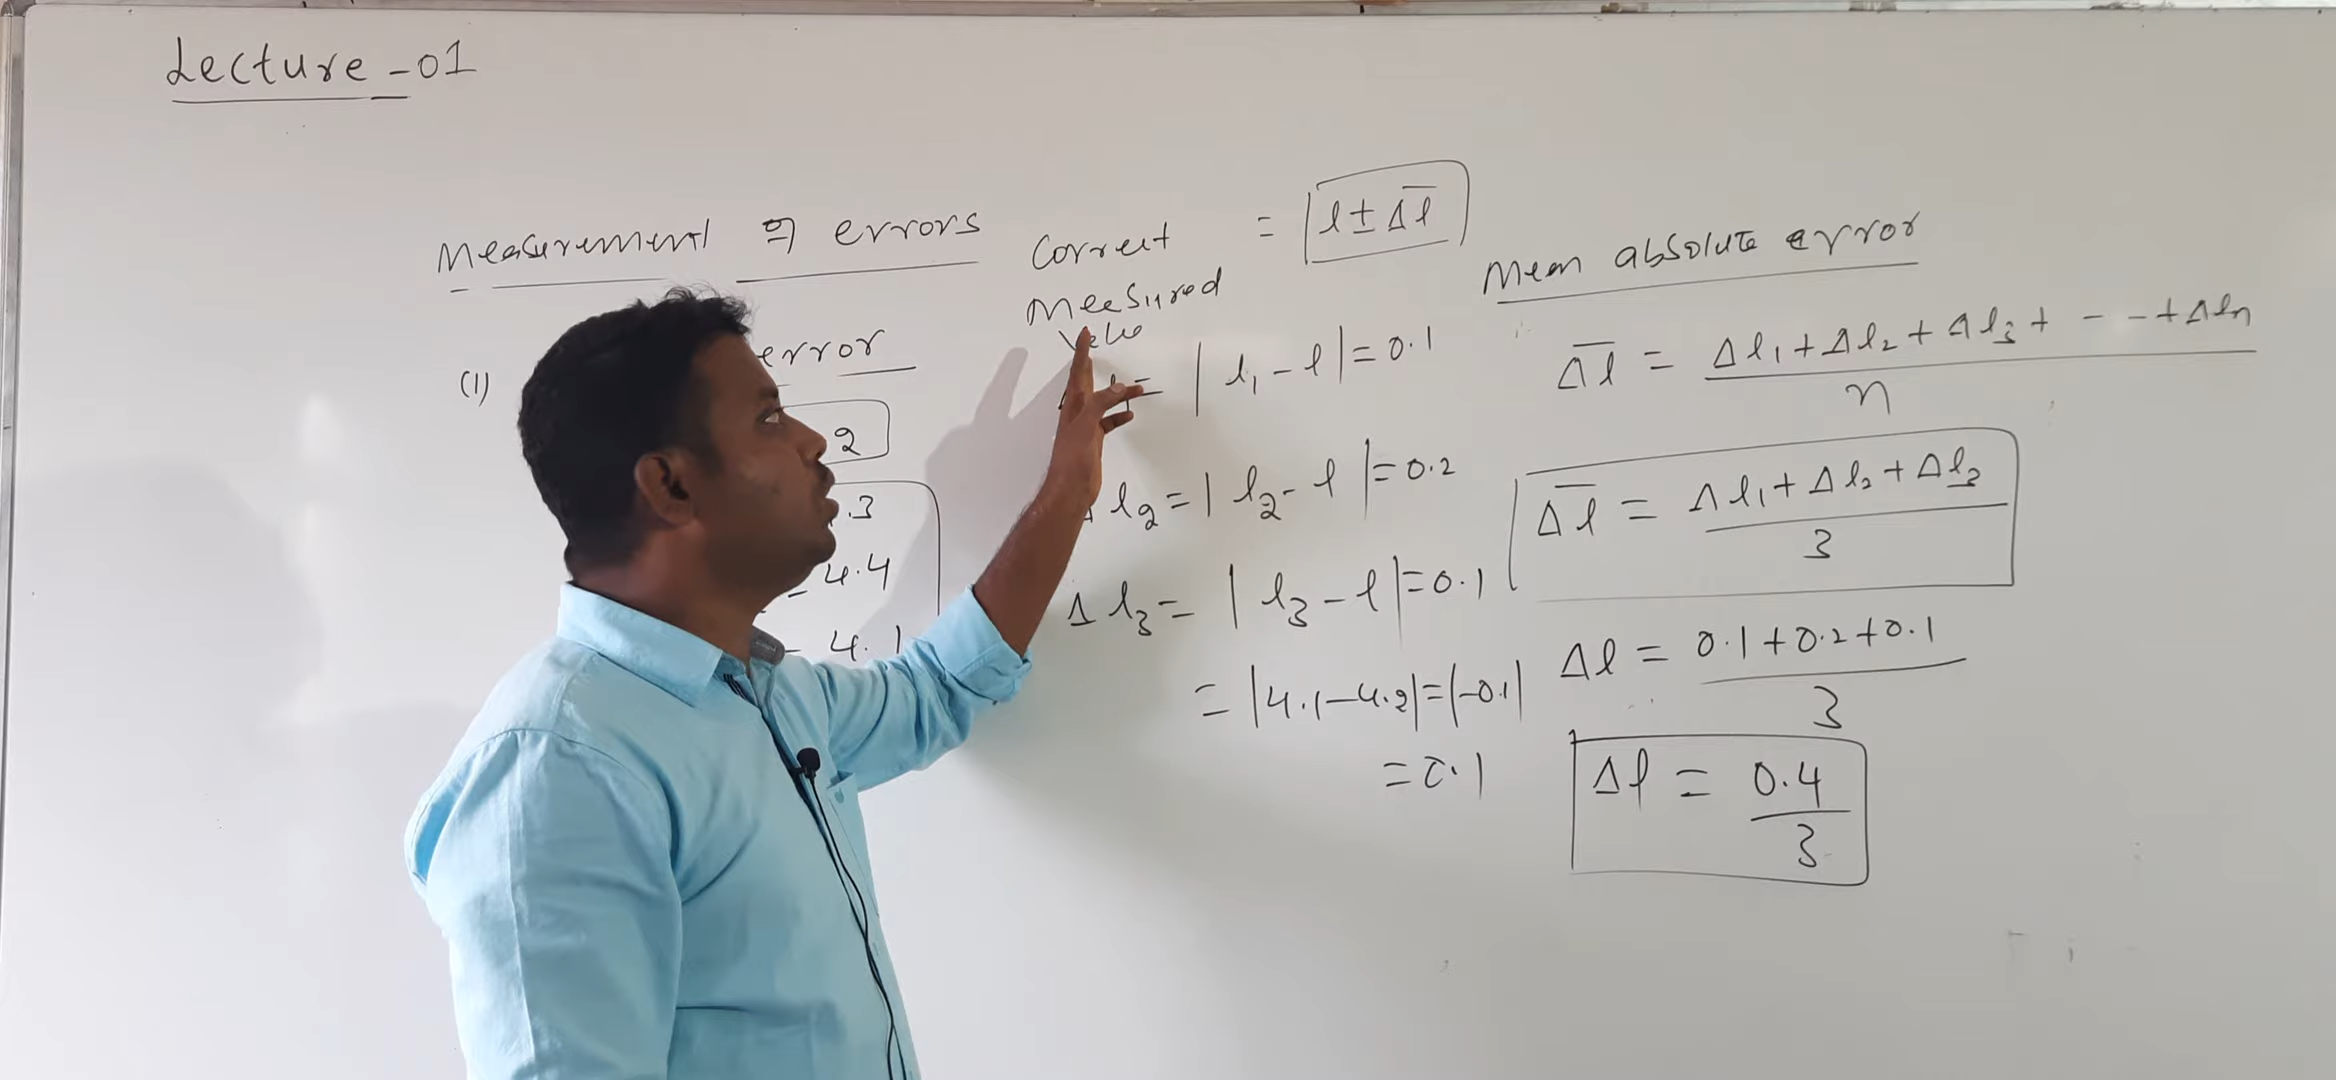 Lecture - 01
Measurement of errors
(1) error
2
.3
- 4.4
- 4.1
Correct = l ± Δl̅
Measured
Value
= | l₁ - l | = 0.1
l₂ = | l₂ - l | = 0.2
Δ l₃ = | l₃ - l | = 0.1
= |4.1 - 4.2| = |-0.1|
= 0.1
Mean absolute error
Δl̅ = Δl₁ + Δl₂ + Δl₃ + - - + Δln / n
Δl̅ = Δl₁ + Δl₂ + Δl₃ / 3
Δl = 0.1 + 0.2 + 0.1 / 3
Δl = 0.4 / 3